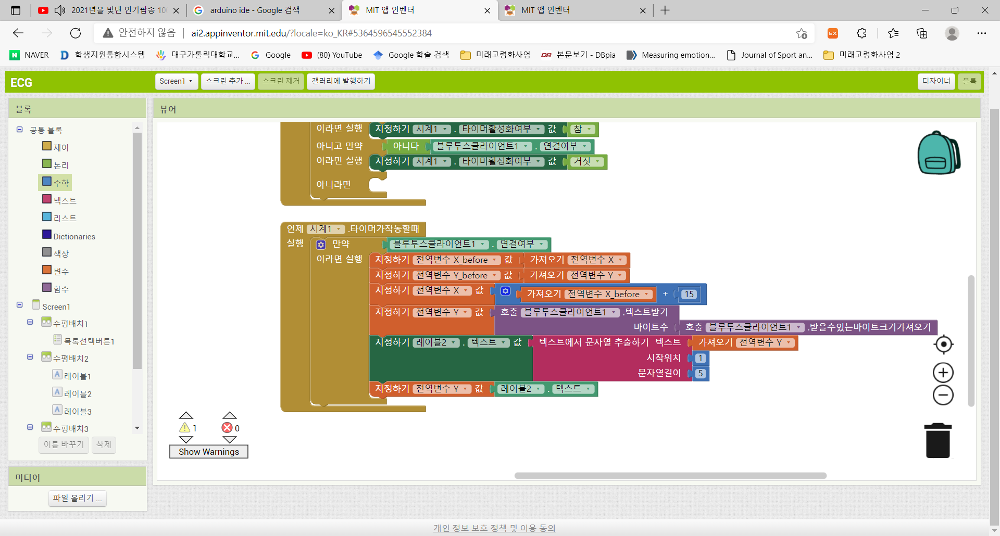 2021년을 빛낸 인기팝송 100
arduino ide - Google 검색
MIT 앱 인벤터
MIT 앱 인벤터
안전하지 않음 | ai2.appinventor.mit.edu/?locale=ko_KR#5364596545552384
EX
NAVER
학생지원통합시스템
대구가톨릭대학교...
Google
(80) YouTube
Google 학술 검색
미래고령화사업
본문보기 - DBpia
Measuring emotion...
Journal of Sport an...
미래고령화사업 2
ECG
Screen1
스크린 추가 ...
스크린 제거
갤러리에 발행하기
디자이너
블록
블록
공통 블록
제어
논리
수학
텍스트
리스트
Dictionaries
색상
변수
함수
Screen1
수평배치1
목록선택버튼1
수평배치2
레이블1
레이블2
레이블3
수평배치3
이름 바꾸기
삭제
미디어
파일 올리기 ...
뷰어
이라면 실행 지정하기 시계1 . 타이머활성화여부 값 참
아니고 만약 아니다 블루투스클라이언트1 . 연결여부
이라면 실행 지정하기 시계1 . 타이머활성화여부 값 거짓
아니라면
언제 시계1 .타이머가작동할때
실행 만약 블루투스클라이언트1 . 연결여부
이라면 실행 지정하기 전역변수 X_before 값 가져오기 전역변수 X
지정하기 전역변수 Y_before 값 가져오기 전역변수 Y
지정하기 전역변수 X 값 가져오기 전역변수 X_before + 15
지정하기 전역변수 Y 값 호출 블루투스클라이언트1 .텍스트받기
바이트수 호출 블루투스클라이언트1 .받을수있는바이트크기가져오기
지정하기 레이블2 . 텍스트 값 텍스트에서 문자열 추출하기 텍스트 가져오기 전역변수 Y
시작위치 1
문자열길이 5
지정하기 전역변수 Y 값 레이블2 . 텍스트
1
0
Show Warnings
개인 정보 보호 정책 및 이용 동의